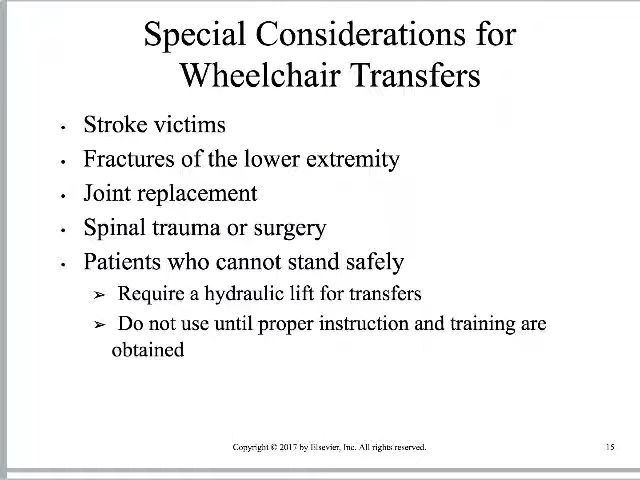 Special Considerations for
Wheelchair Transfers
• Stroke victims
• Fractures of the lower extremity
• Joint replacement
• Spinal trauma or surgery
• Patients who cannot stand safely
➢ Require a hydraulic lift for transfers
➢ Do not use until proper instruction and training are
obtained
Copyright © 2017 by Elsevier, Inc. All rights reserved.
15